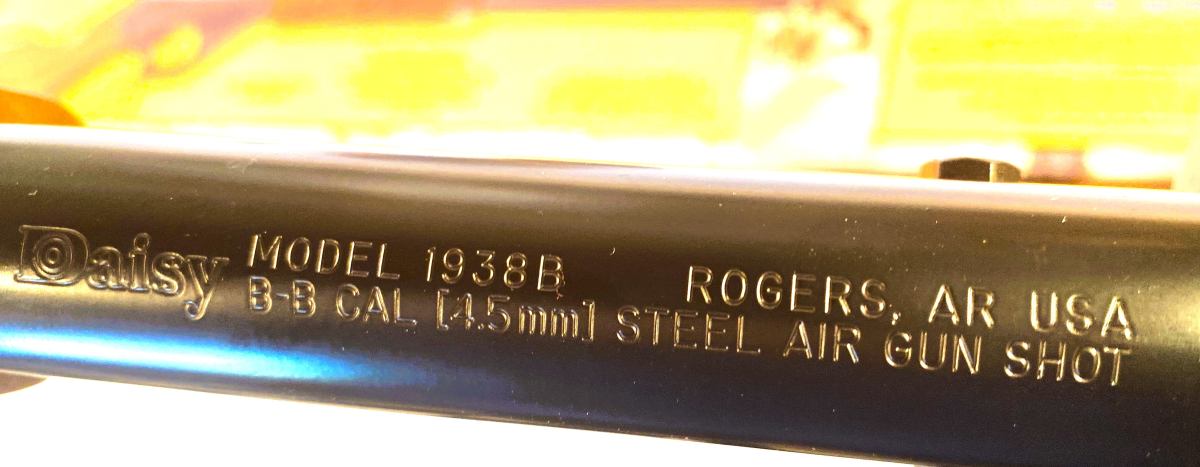 Daisy MODEL 1938B ROGERS, AR USA
B-B CAL [4.5mm] STEEL AIR GUN SHOT